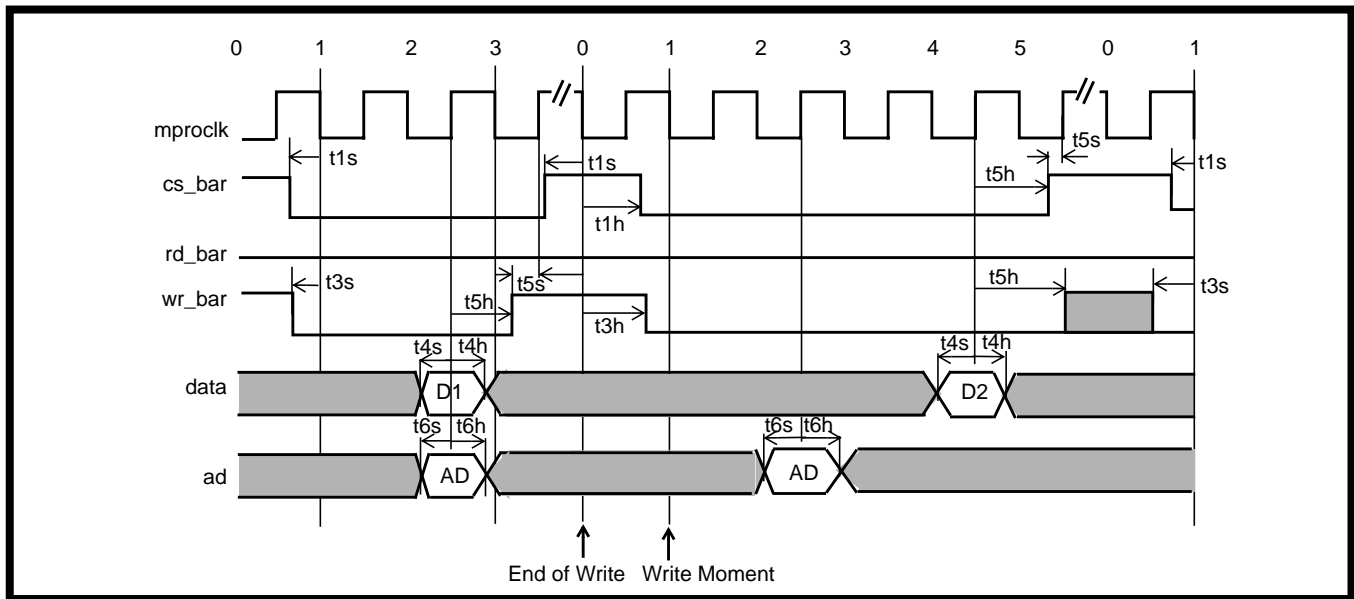 0 1 2 3 0 1 2 3 4 5 0 1
mproclk
t5s
t1s t1s t1s
cs_bar
t5h
t1h
rd_bar
t3s t5s t5h t3s
wr_bar
t5h t3h
t4s t4h t4s t4h
data D1 D2
t6s t6h t6s t6h
ad AD AD
End of Write Write Moment